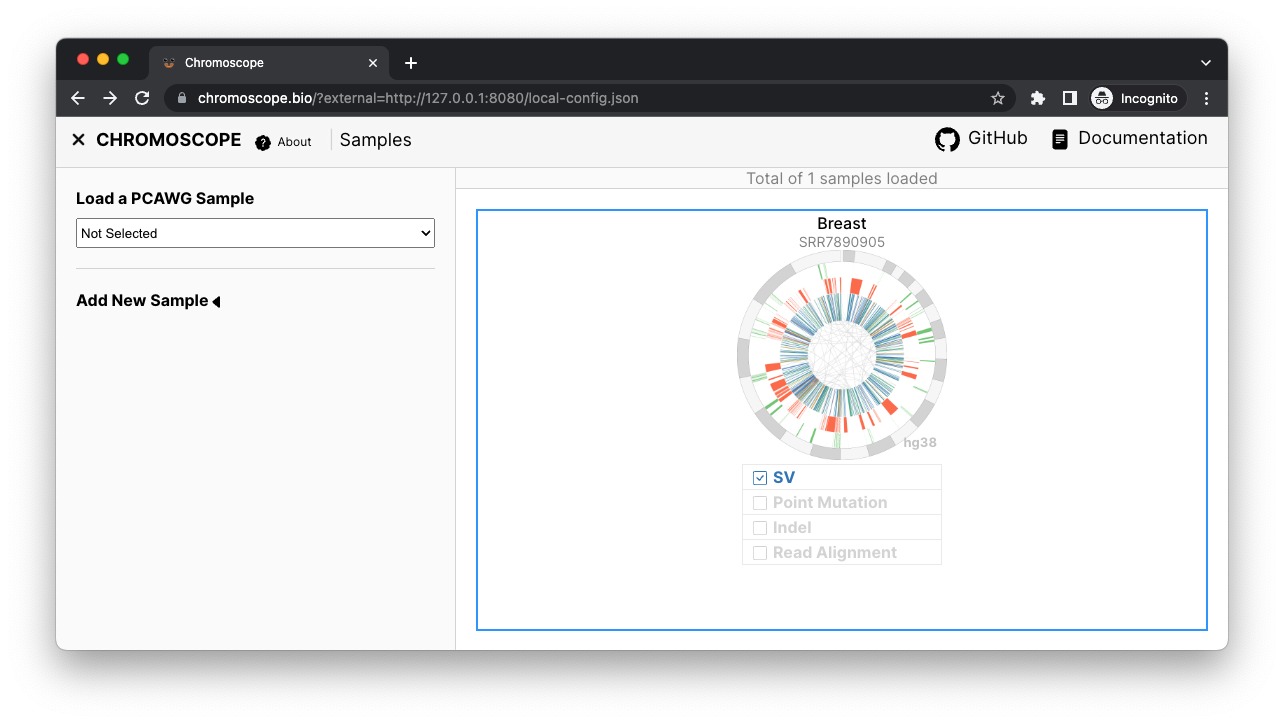 Chromoscope
chromoscope.bio/?external=http://127.0.0.1:8080/local-config.json
Incognito
CHROMOSCOPE
? About
Samples
GitHub
Documentation
Load a PCAWG Sample
Not Selected
Add New Sample
Total of 1 samples loaded
Breast
SRR7890905
hg38
SV
Point Mutation
Indel
Read Alignment